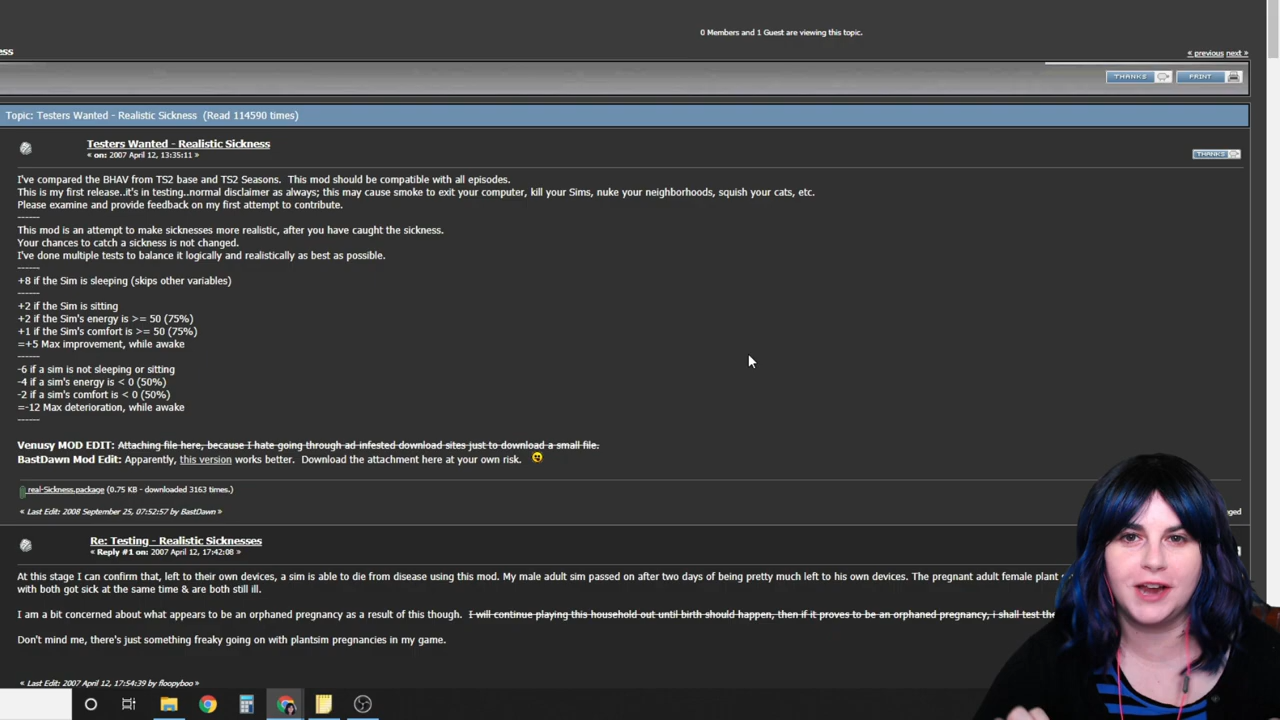 0 Members and 1 Guest are viewing this topic.
ess
« previous next »
THANKS
PRINT
Topic: Testers Wanted - Realistic Sickness (Read 114590 times)
Testers Wanted - Realistic Sickness
« on: 2007 April 12, 13:35:11 »
THANKS
I've compared the BHAV from TS2 base and TS2 Seasons. This mod should be compatible with all episodes.
This is my first release..it's in testing..normal disclaimer as always; this may cause smoke to exit your computer, kill your Sims, nuke your neighborhoods, squish your cats, etc.
Please examine and provide feedback on my first attempt to contribute.
------
This mod is an attempt to make sicknesses more realistic, after you have caught the sickness.
Your chances to catch a sickness is not changed.
I've done multiple tests to balance it logically and realistically as best as possible.
------
+8 if the Sim is sleeping (skips other variables)
------
+2 if the Sim is sitting
+2 if the Sim's energy is >= 50 (75%)
+1 if the Sim's comfort is >= 50 (75%)
=+5 Max improvement, while awake
------
-6 if a sim is not sleeping or sitting
-4 if a sim's energy is < 0 (50%)
-2 if a sim's comfort is < 0 (50%)
=-12 Max deterioration, while awake
------
Venusy MOD EDIT: Attaching file here, because I hate going through ad infested download sites just to download a small file.
BastDawn Mod Edit: Apparently, this version works better. Download the attachment here at your own risk.
real-Sickness.package (0.75 KB - downloaded 3163 times.)
« Last Edit: 2008 September 25, 07:52:57 by BastDawn »
ged
Re: Testing - Realistic Sicknesses
« Reply #1 on: 2007 April 12, 17:42:08 »
At this stage I can confirm that, left to their own devices, a sim is able to die from disease using this mod. My male adult sim passed on after two days of being pretty much left to his own devices. The pregnant adult female plant
with both got sick at the same time & are both still ill.
I am a bit concerned about what appears to be an orphaned pregnancy as a result of this though. I will continue playing this household out until birth should happen, then if it proves to be an orphaned pregnancy, i shall test the
Don't mind me, there's just something freaky going on with plantsim pregnancies in my game.
« Last Edit: 2007 April 12, 17:54:39 by floopyboo »